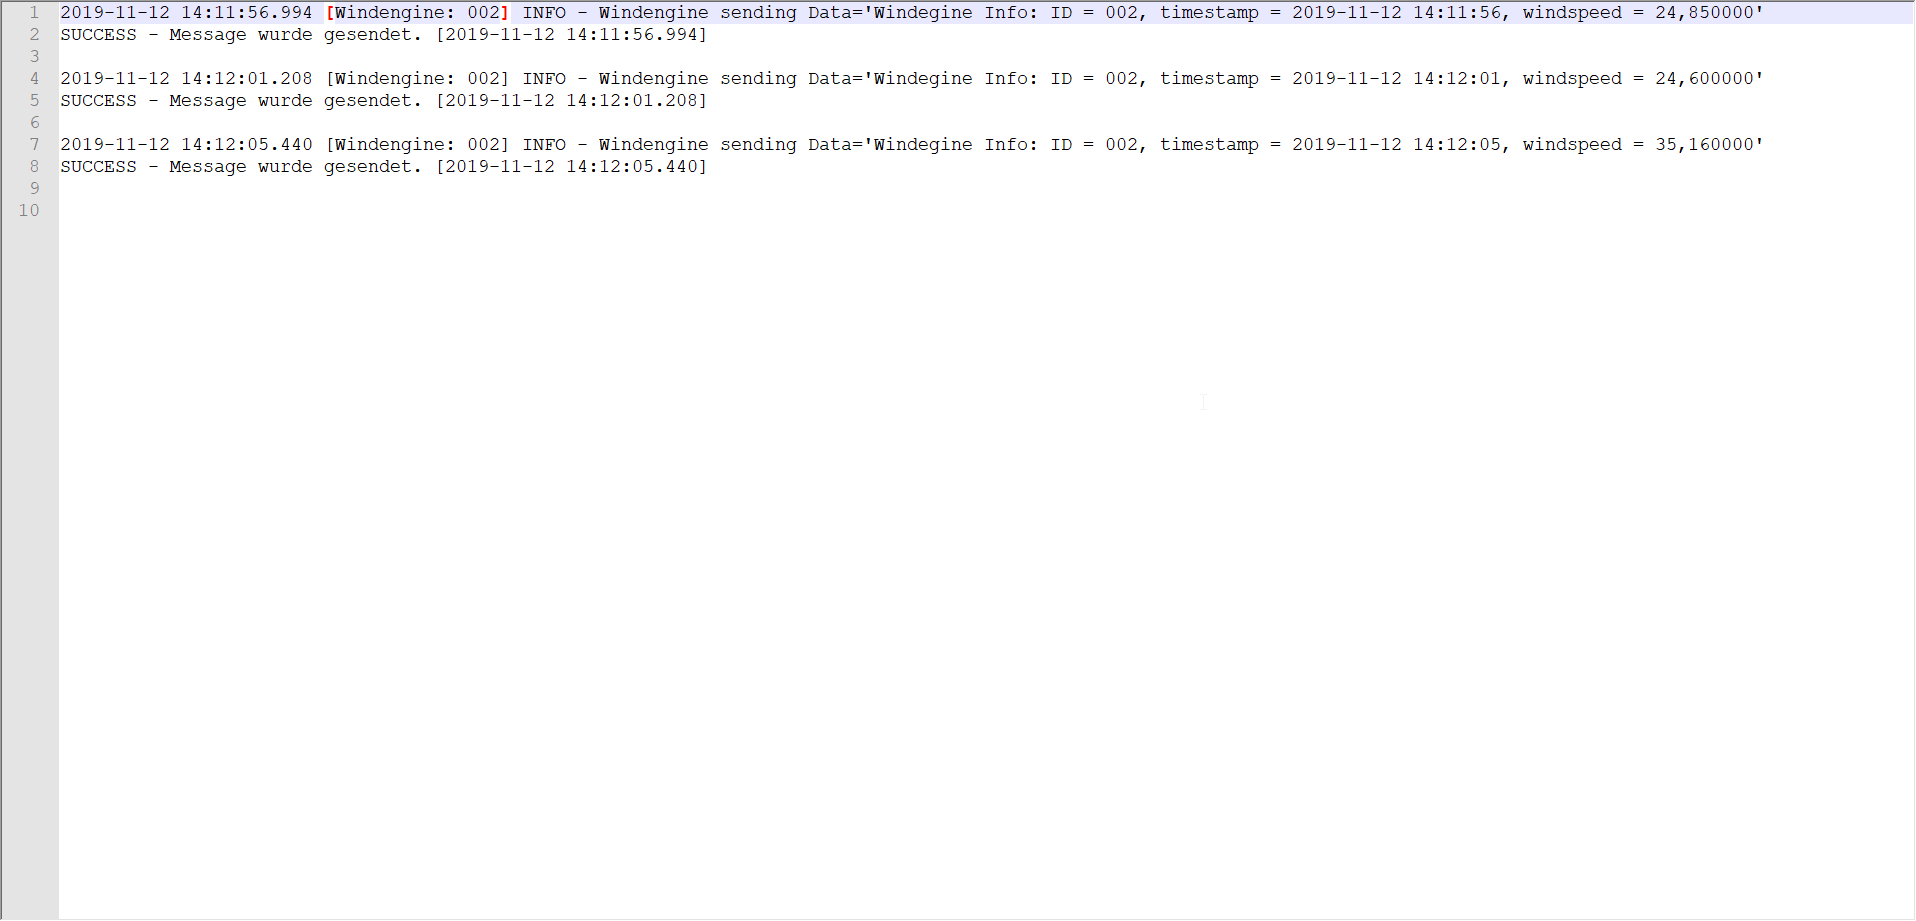 1 2019-11-12 14:11:56.994 [Windengine: 002] INFO - Windengine sending Data='Windegine Info: ID = 002, timestamp = 2019-11-12 14:11:56, windspeed = 24,850000'
2 SUCCESS - Message wurde gesendet. [2019-11-12 14:11:56.994]
3
4 2019-11-12 14:12:01.208 [Windengine: 002] INFO - Windengine sending Data='Windegine Info: ID = 002, timestamp = 2019-11-12 14:12:01, windspeed = 24,600000'
5 SUCCESS - Message wurde gesendet. [2019-11-12 14:12:01.208]
6
7 2019-11-12 14:12:05.440 [Windengine: 002] INFO - Windengine sending Data='Windegine Info: ID = 002, timestamp = 2019-11-12 14:12:05, windspeed = 35,160000'
8 SUCCESS - Message wurde gesendet. [2019-11-12 14:12:05.440]
9
10